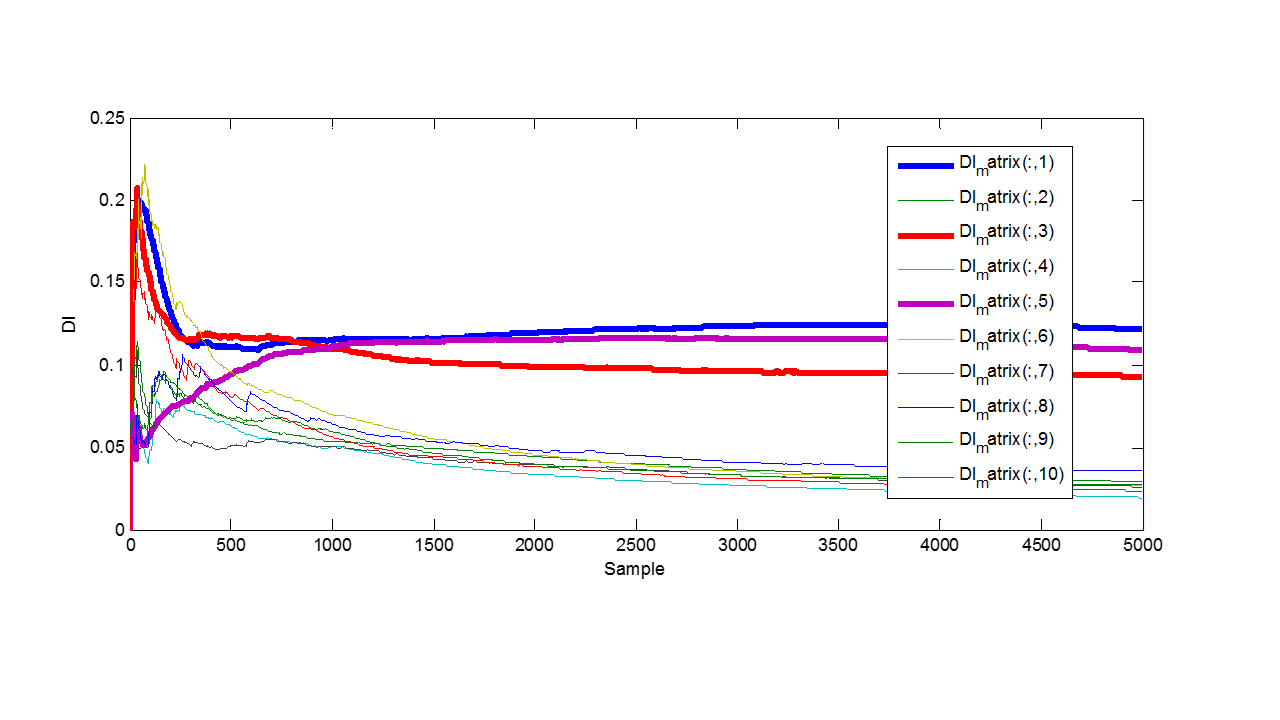 0.25
0.2
0.15
0.1
0.05
0
DI
0 500 1000 1500 2000 2500 3000 3500 4000 4500 5000
Sample
DI_matrix(:,1)
DI_matrix(:,2)
DI_matrix(:,3)
DI_matrix(:,4)
DI_matrix(:,5)
DI_matrix(:,6)
DI_matrix(:,7)
DI_matrix(:,8)
DI_matrix(:,9)
DI_matrix(:,10)